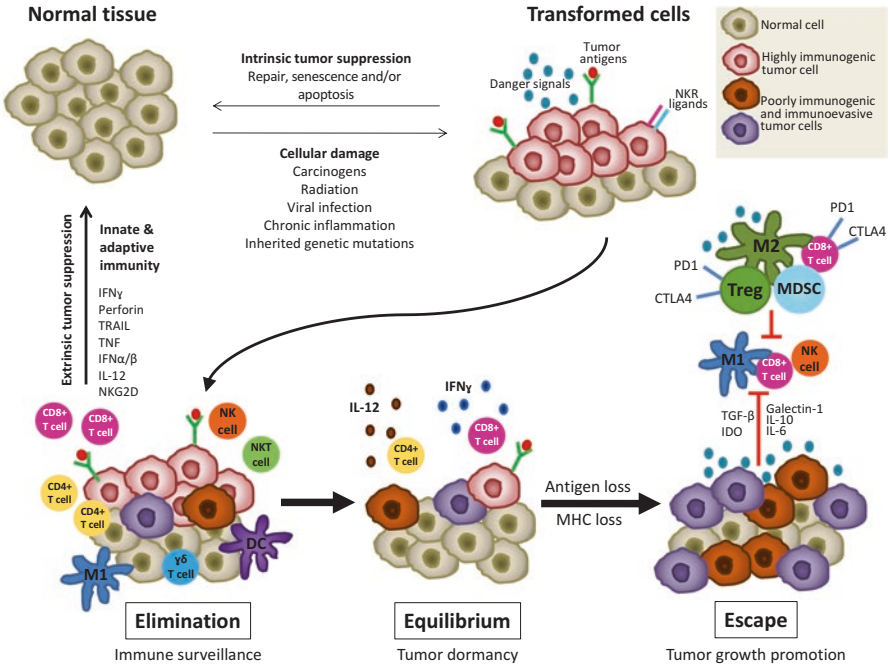 Normal tissue
Intrinsic tumor suppression
Repair, senescence and/or
apoptosis
Cellular damage
Carcinogens
Radiation
Viral infection
Chronic inflammation
Inherited genetic mutations
Transformed cells
Tumor
antigens
Danger signals
NKR
ligands
Normal cell
Highly immunogenic
tumor cell
Poorly immunogenic
and immunoevasive
tumor cells
Extrinsic tumor suppression
Innate &
adaptive
immunity
IFNɣ
Perforin
TRAIL
TNF
IFNα/β
IL-12
NKG2D
CD8+
T cell
CD8+
T cell
NK
cell
NKT
cell
CD4+
T cell
CD4+
T cell
M1
γδ
T cell
DC
Elimination
Immune surveillance
IL-12
IFNɣ
CD4+
T cell
CD8+
T cell
Equilibrium
Tumor dormancy
Antigen loss
MHC loss
PD1
CTLA4
M2
CD8+
T cell
PD1
CTLA4
Treg
MDSC
M1
CD8+
T cell
NK
cell
TGF-β
IDO
Galectin-1
IL-10
IL-6
Escape
Tumor growth promotion